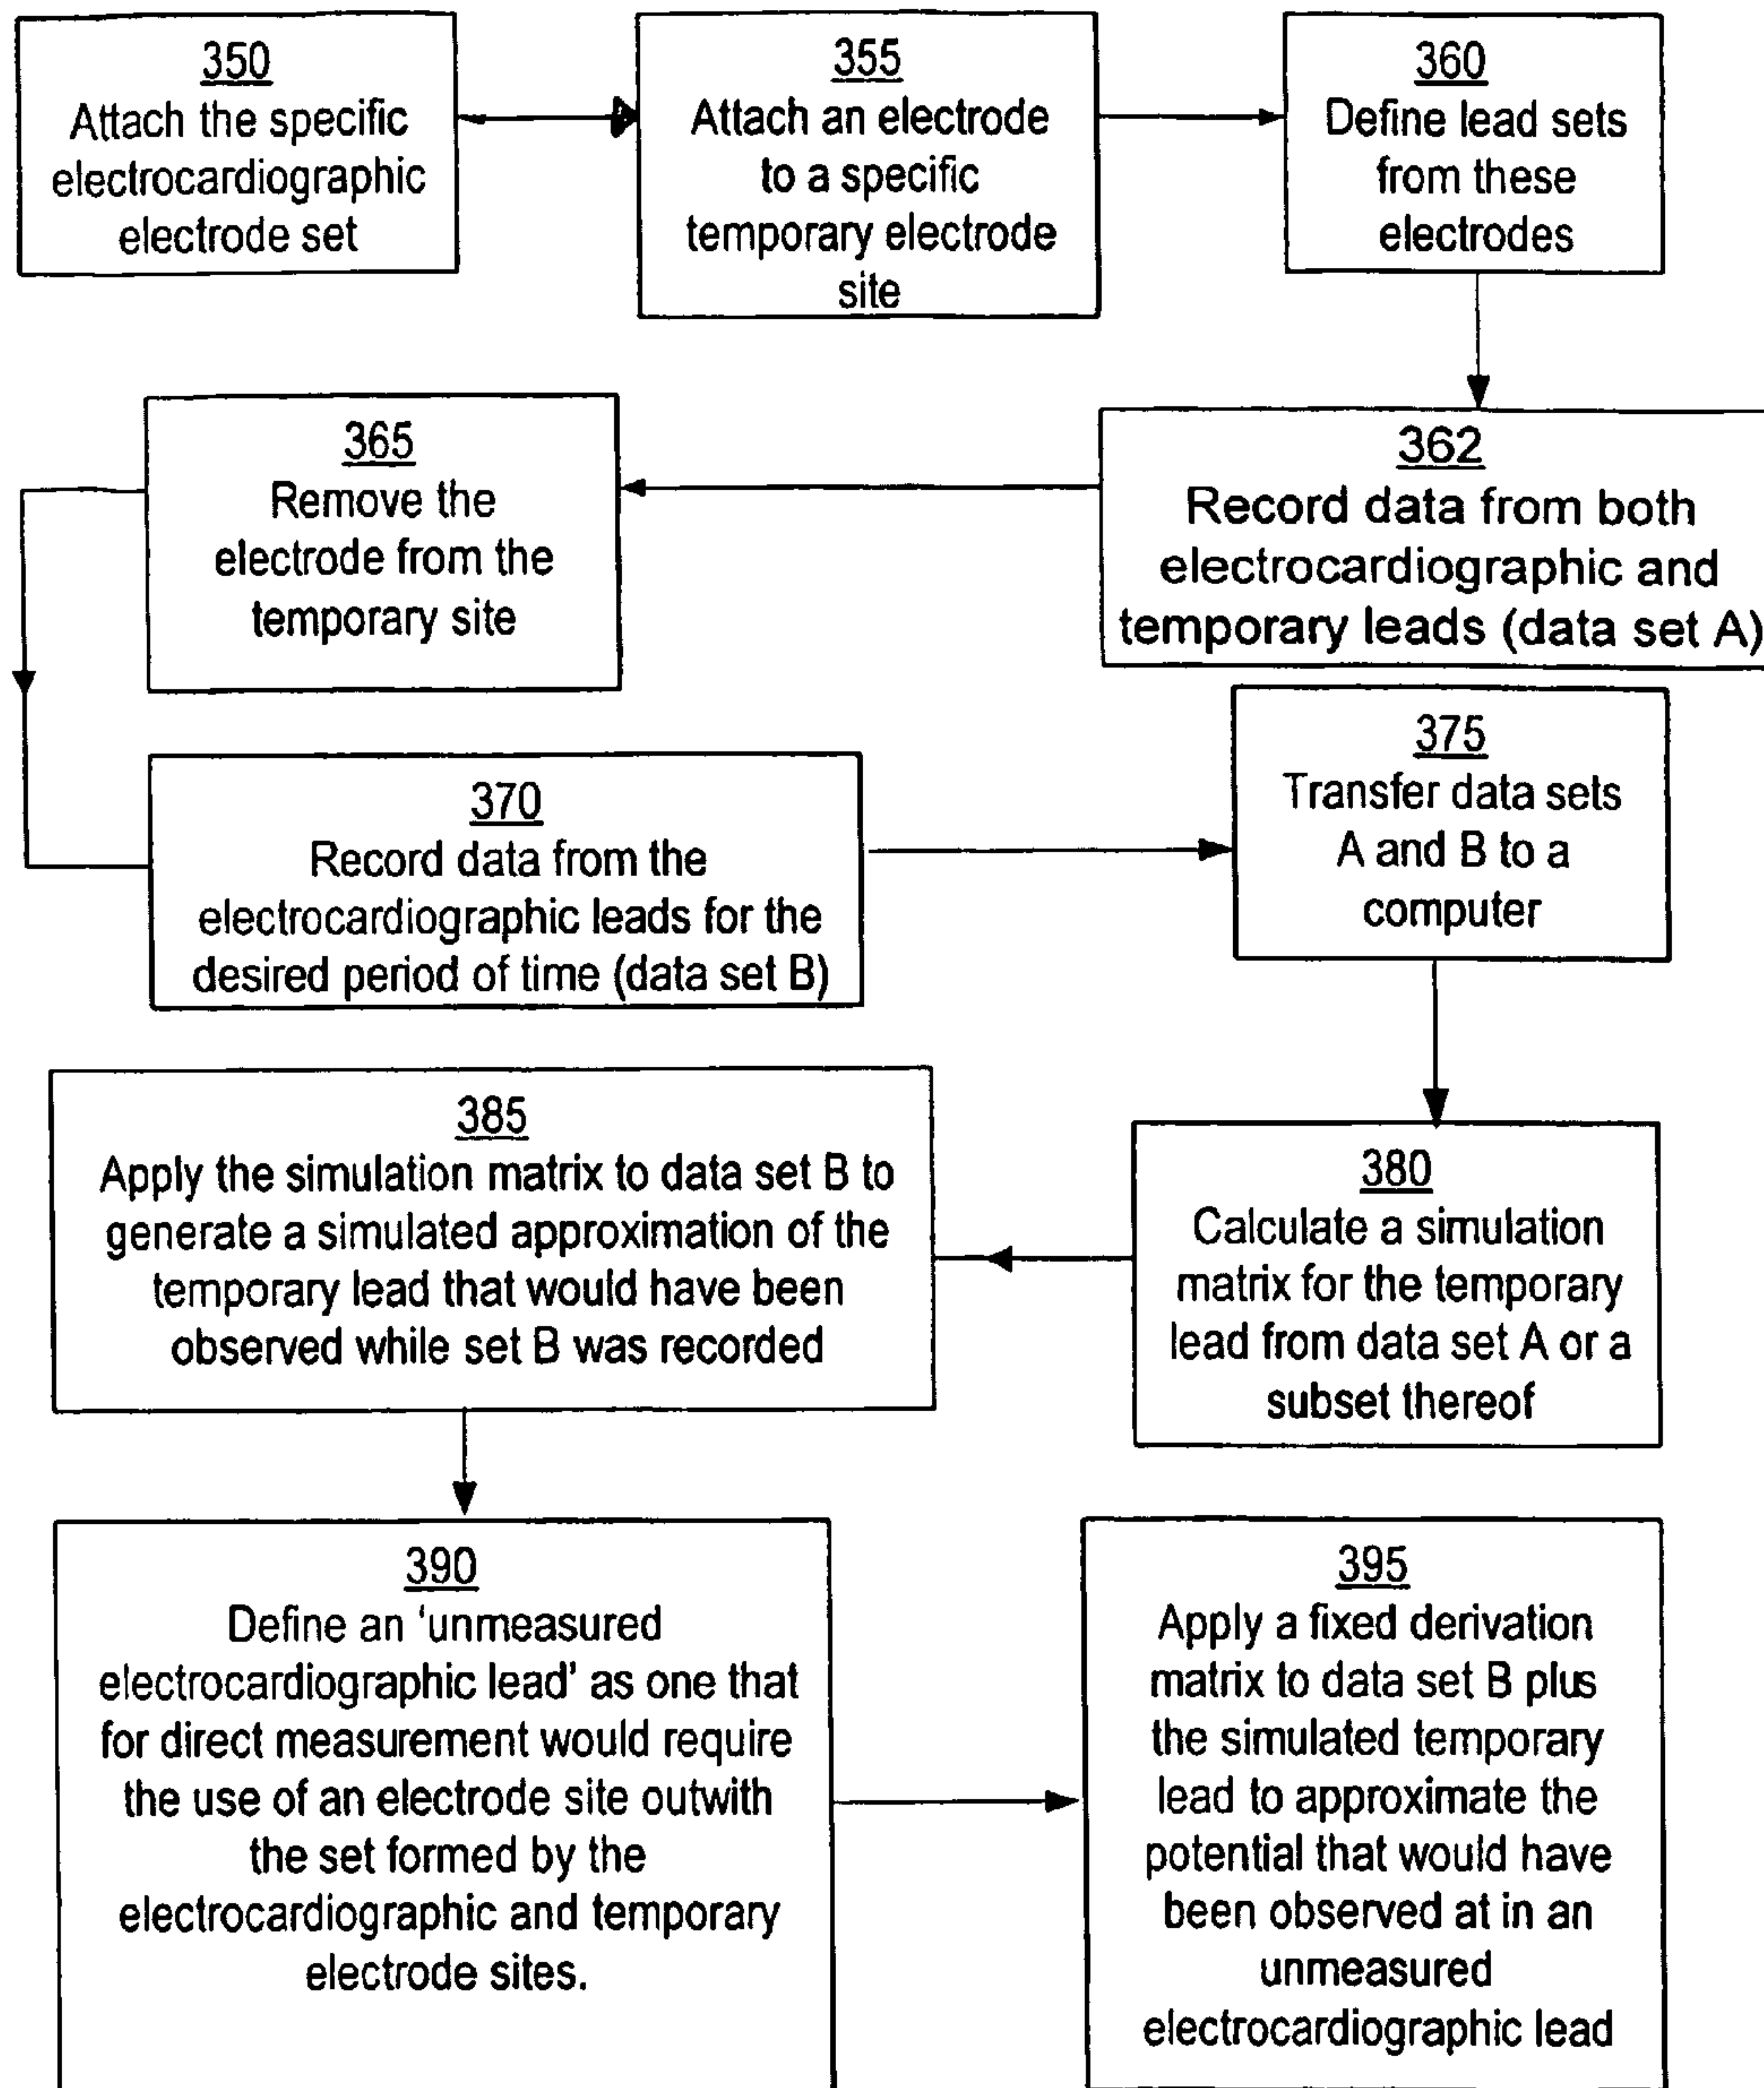 350
Attach the specific
electrocardiographic
electrode set
355
Attach an electrode
to a specific
temporary electrode
site
360
Define lead sets
from these
electrodes
362
Record data from both
electrocardiographic and
temporary leads (data set A)
365
Remove the
electrode from the
temporary site
370
Record data from the
electrocardiographic leads for the
desired period of time (data set B)
375
Transfer data sets
A and B to a
computer
380
Calculate a simulation
matrix for the temporary
lead from data set A or a
subset thereof
385
Apply the simulation matrix to data set B to
generate a simulated approximation of the
temporary lead that would have been
observed while set B was recorded
390
Define an ‘unmeasured
electrocardiographic lead’ as one that
for direct measurement would require
the use of an electrode site outwith
the set formed by the
electrocardiographic and temporary
electrode sites.
395
Apply a fixed derivation
matrix to data set B plus
the simulated temporary
lead to approximate the
potential that would have
been observed at in an
unmeasured
electrocardiographic lead